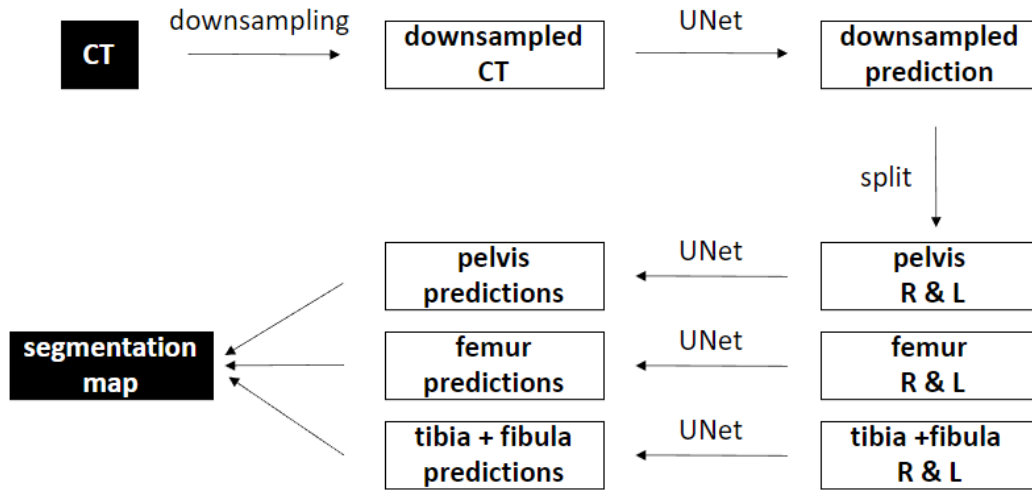 downsampling
UNet
CT
downsampled
CT
downsampled
prediction
split
pelvis
predictions
UNet
pelvis
R & L
segmentation
map
femur
predictions
UNet
femur
R & L
tibia + fibula
predictions
UNet
tibia +fibula
R & L